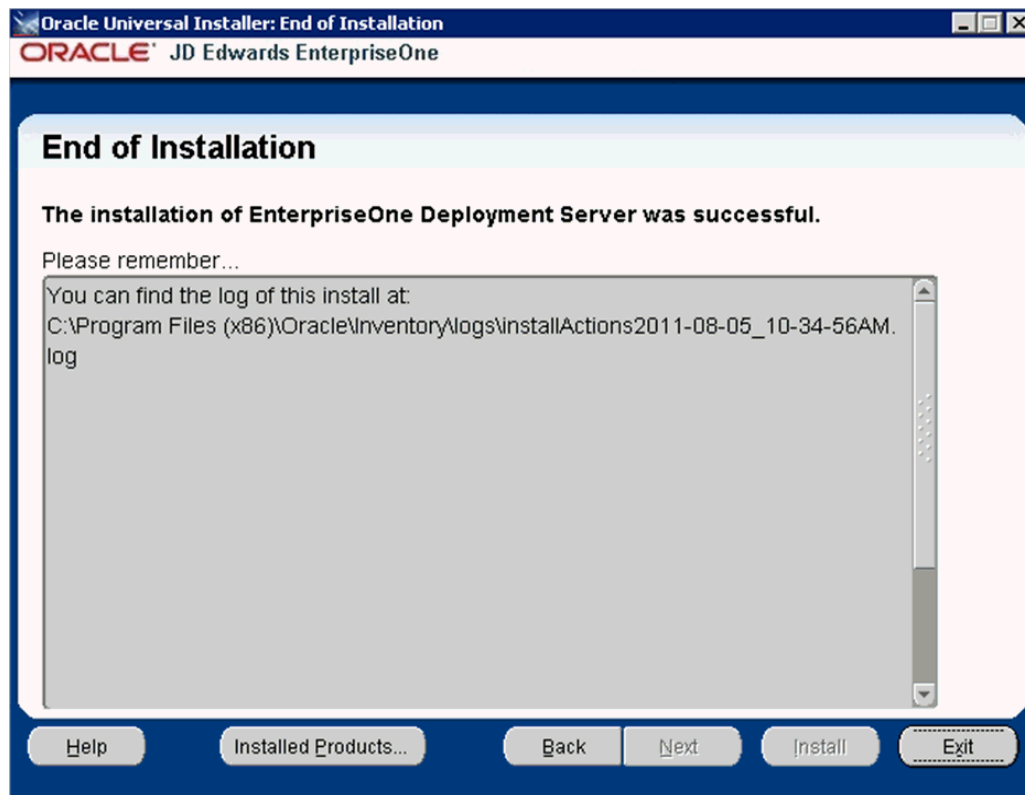 Oracle Universal Installer: End of Installation
ORACLE® JD Edwards EnterpriseOne
End of Installation
The installation of EnterpriseOne Deployment Server was successful.
Please remember...
You can find the log of this install at:
C:\Program Files (x86)\Oracle\Inventory\logs\installActions2011-08-05_10-34-56AM.
log
Help
Installed Products...
Back
Next
Install
Exit